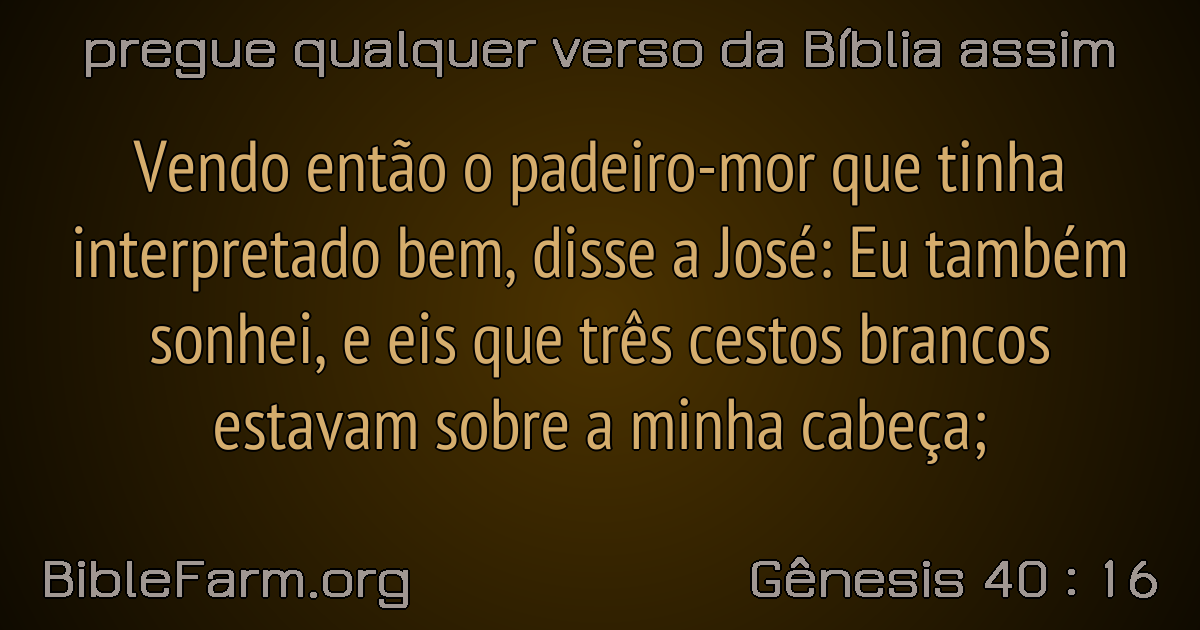 pregue qualquer verso da Bíblia assim
Vendo então o padeiro-mor que tinha
interpretado bem, disse a José: Eu também
sonhei, e eis que três cestos brancos
estavam sobre a minha cabeça;
BibleFarm.org
Gênesis 40 : 16